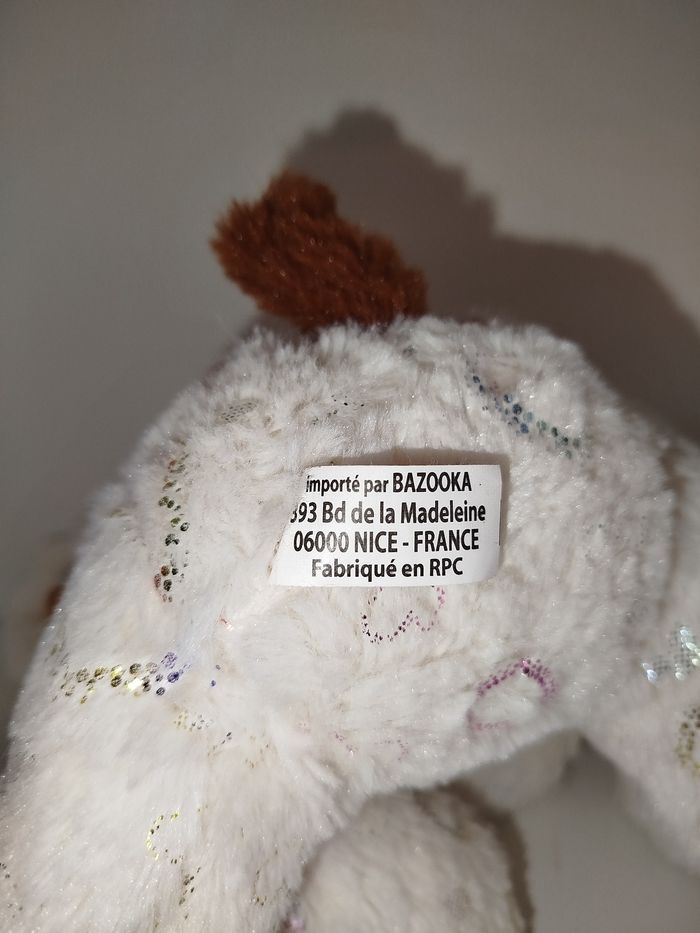 importé par BAZOOKA
393 Bd de la Madeleine
06000 NICE - FRANCE
Fabriqué en RPC